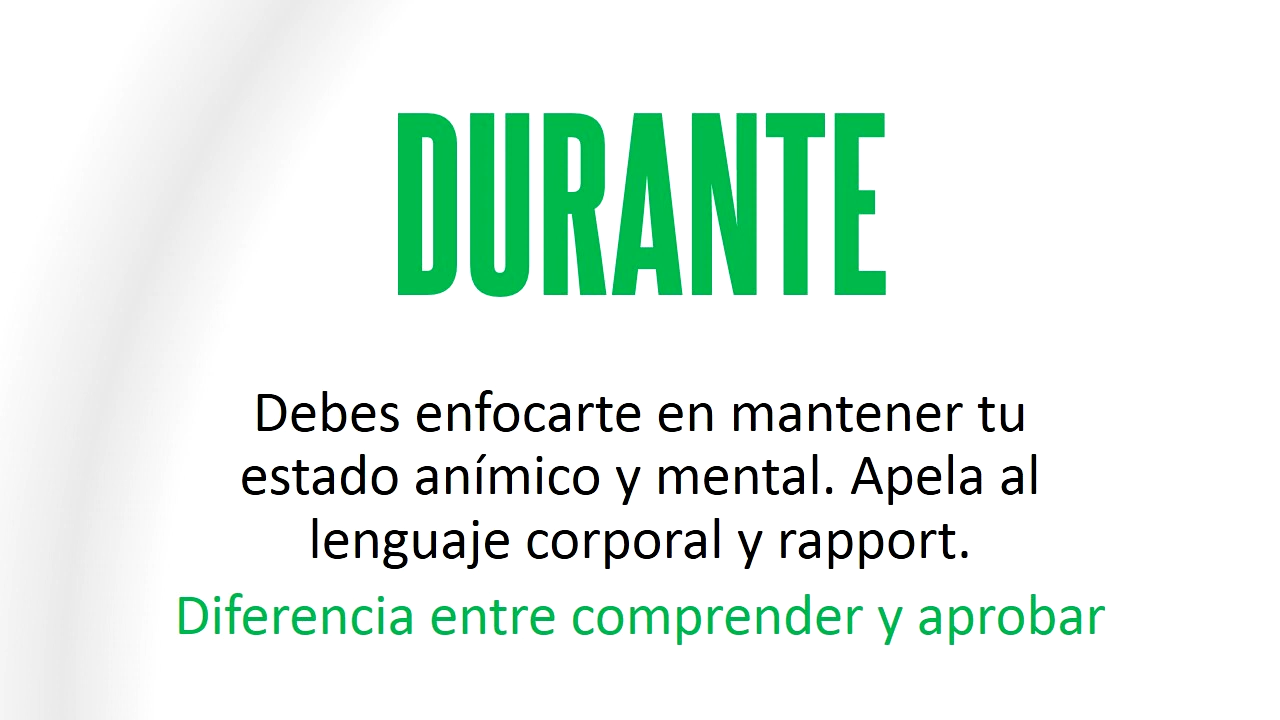 DURANTE
Debes enfocarte en mantener tu
estado anímico y mental. Apela al
lenguaje corporal y rapport.
Diferencia entre comprender y aprobar